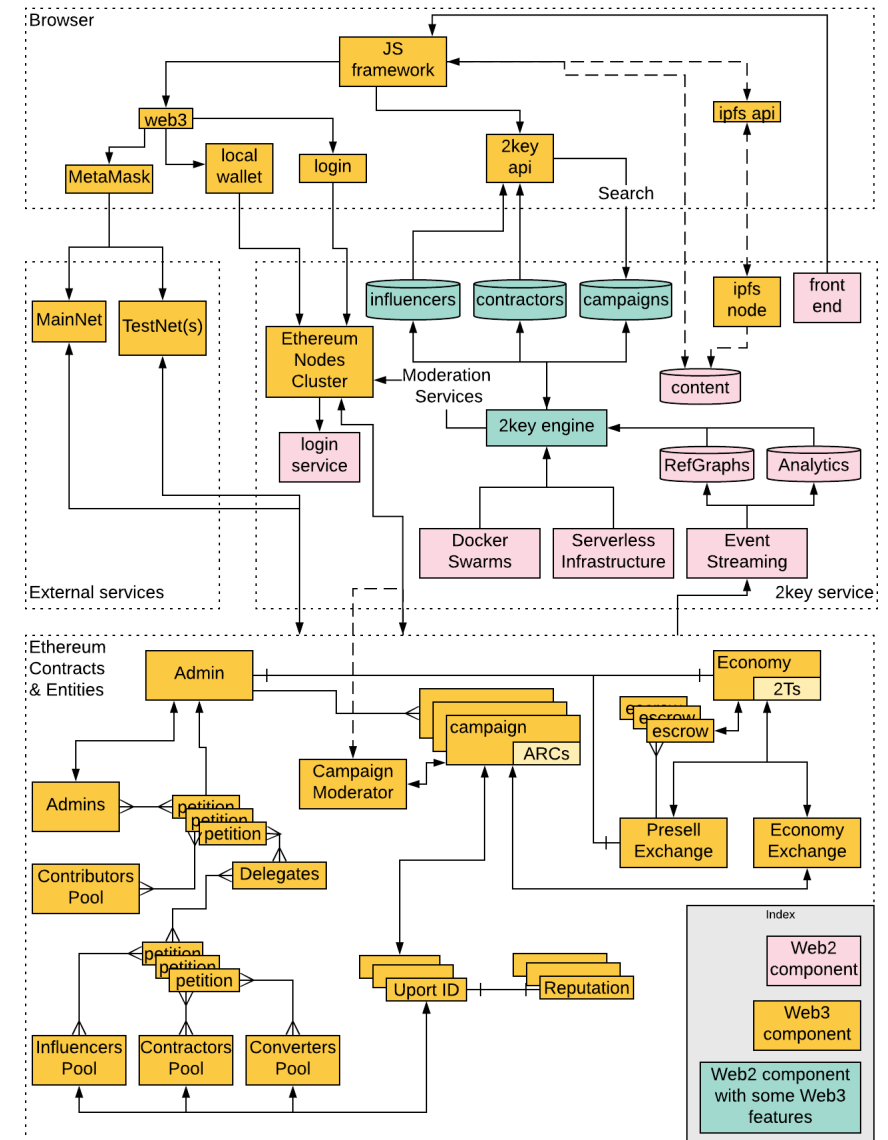 Browser
JS
framework
web3
ipfs api
MetaMask
local
wallet
login
2key
api
Search
influencers
contractors
campaigns
ipfs
node
front
end
MainNet
TestNet(s)
Ethereum
Nodes
Cluster
Moderation
Services
content
2key engine
login
service
RefGraphs
Analytics
Docker
Swarms
Serverless
Infrastructure
Event
Streaming
External services
2key service
Ethereum
Contracts
& Entities
Admin
Economy
2Ts
escrow
escrow
escrow
campaign
ARCs
Campaign
Moderator
Admins
petition
petition
petition
Presell
Exchange
Economy
Exchange
Contributors
Pool
Delegates
petition
petition
petition
Uport ID
Reputation
Influencers
Pool
Contractors
Pool
Converters
Pool
Index
Web2
component
Web3
component
Web2 component
with some Web3
features